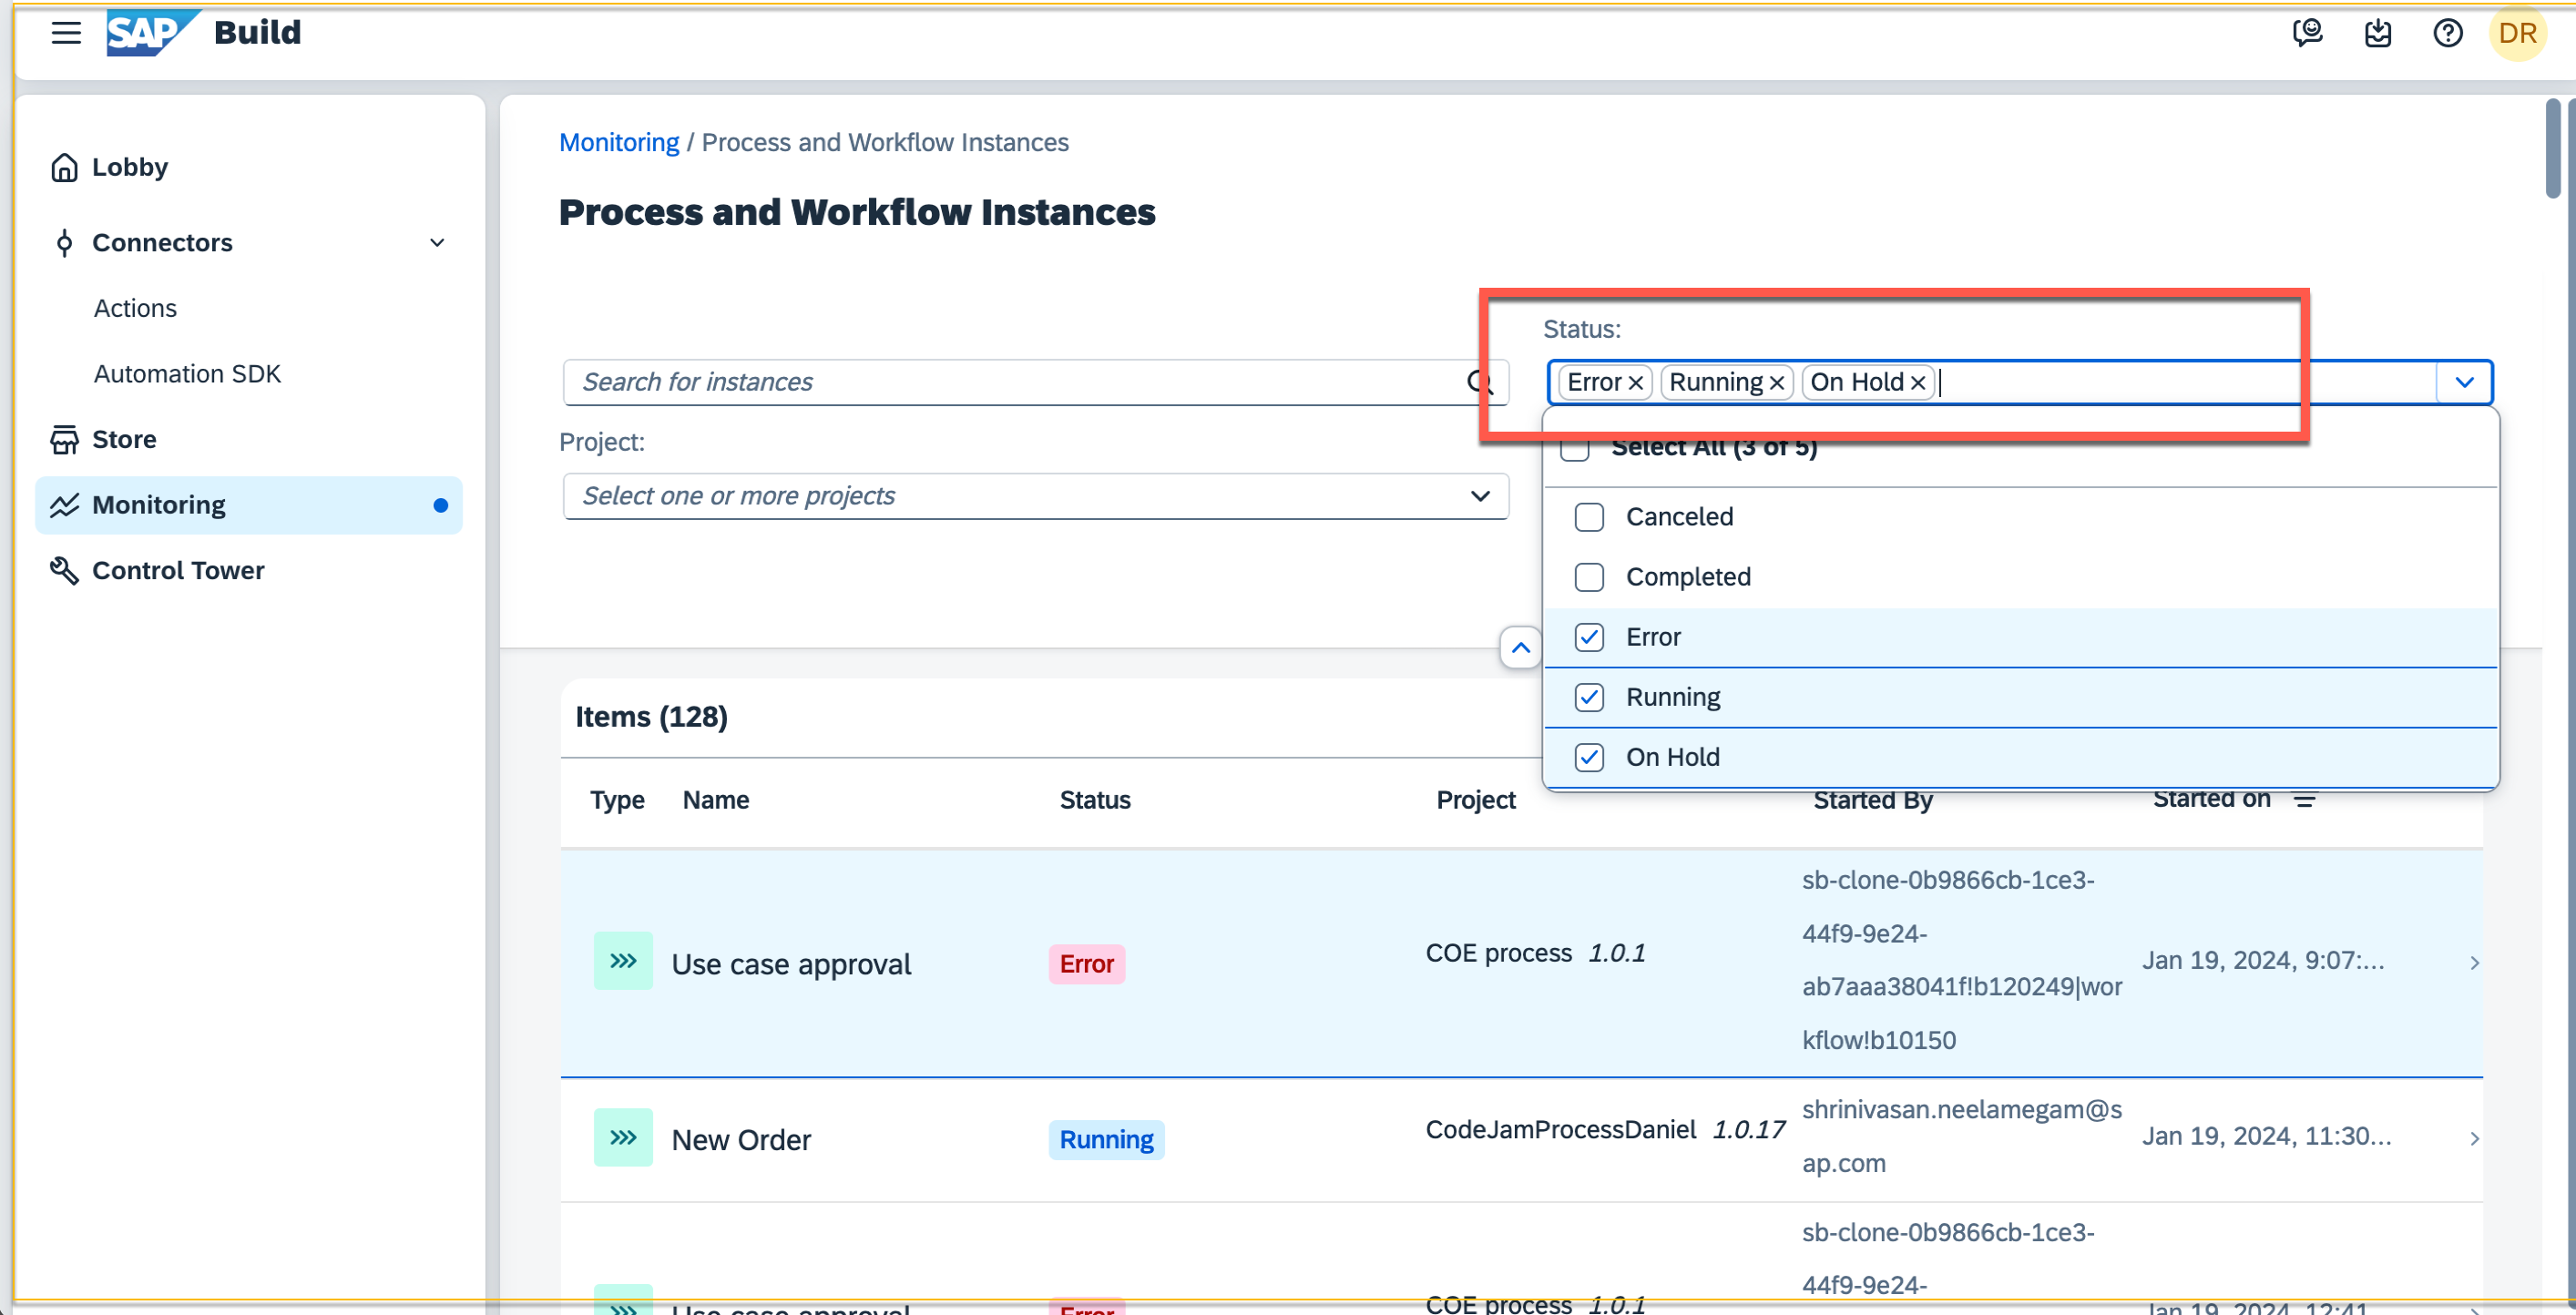 SAP Build
DR
Lobby
Connectors
Actions
Automation SDK
Store
Monitoring
Control Tower
Monitoring / Process and Workflow Instances
Process and Workflow Instances
Search for instances
Status:
Error Running On Hold
Project:
Select one or more projects
Select All (3 of 5)
Canceled
Completed
Error
Running
On Hold
Items (128)
Type Name Status Project Started By Started on
Use case approval Error COE process 1.0.1
sb-clone-0b9866cb-1ce3-
44f9-9e24-
ab7aaa38041f!b120249|wor
kflow!b10150
Jan 19, 2024, 9:07:...
New Order Running CodeJamProcessDaniel 1.0.17
shrinivasan.neelamegam@s
ap.com
Jan 19, 2024, 11:30...
sb-clone-0b9866cb-1ce3-
44f9-9e24-
Use case approval Error COE process 1.0.1
Jan 19, 2024, 12:41